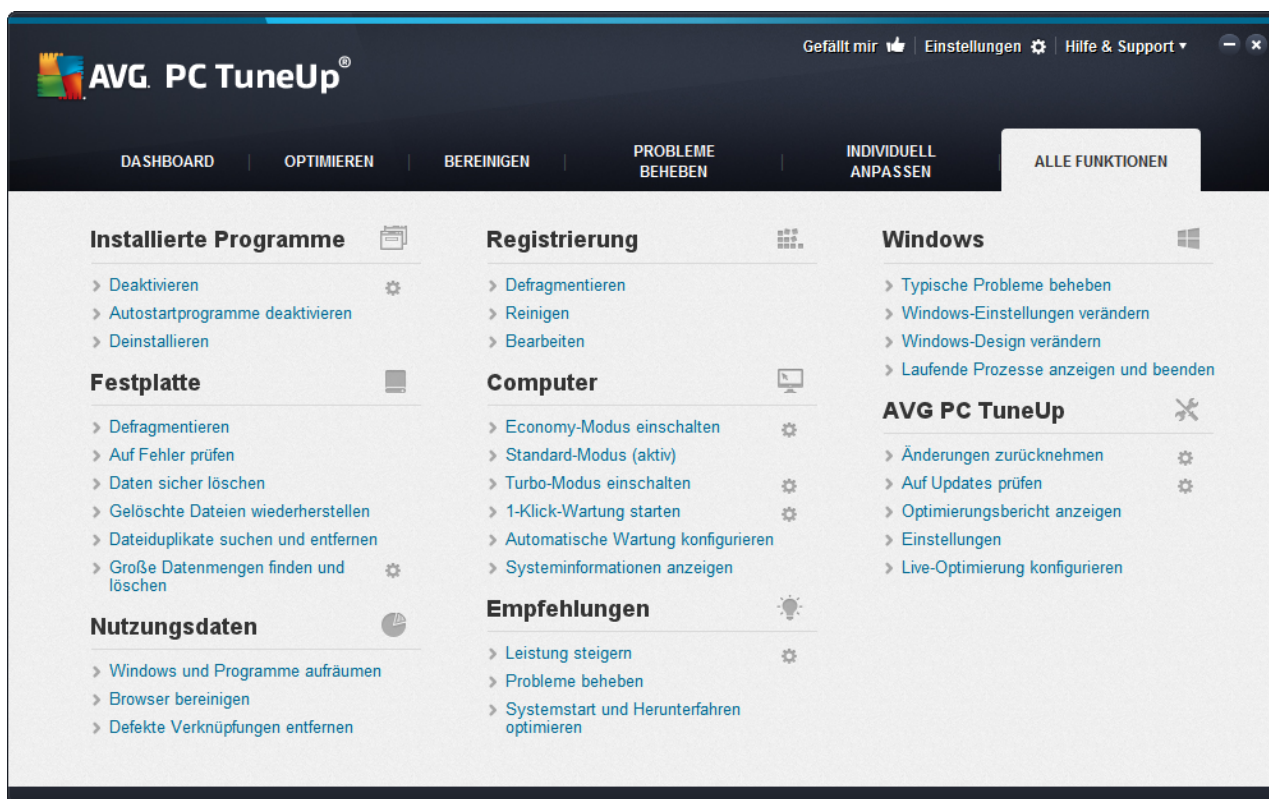 Gefällt mir
Einstellungen
Hilfe & Support
AVG. PC TuneUp®
DASHBOARD
OPTIMIEREN
BEREINIGEN
PROBLEME
BEHEBEN
INDIVIDUELL
ANPASSEN
ALLE FUNKTIONEN
Installierte Programme
Deaktivieren
Autostartprogramme deaktivieren
Deinstallieren
Festplatte
Defragmentieren
Auf Fehler prüfen
Daten sicher löschen
Gelöschte Dateien wiederherstellen
Dateiduplikate suchen und entfernen
Große Datenmengen finden und
löschen
Nutzungsdaten
Windows und Programme aufräumen
Browser bereinigen
Defekte Verknüpfungen entfernen
Registrierung
Defragmentieren
Reinigen
Bearbeiten
Computer
Economy-Modus einschalten
Standard-Modus (aktiv)
Turbo-Modus einschalten
1-Klick-Wartung starten
Automatische Wartung konfigurieren
Systeminformationen anzeigen
Empfehlungen
Leistung steigern
Probleme beheben
Systemstart und Herunterfahren
optimieren
Windows
Typische Probleme beheben
Windows-Einstellungen verändern
Windows-Design verändern
Laufende Prozesse anzeigen und beenden
AVG PC TuneUp
Änderungen zurücknehmen
Auf Updates prüfen
Optimierungsbericht anzeigen
Einstellungen
Live-Optimierung konfigurieren